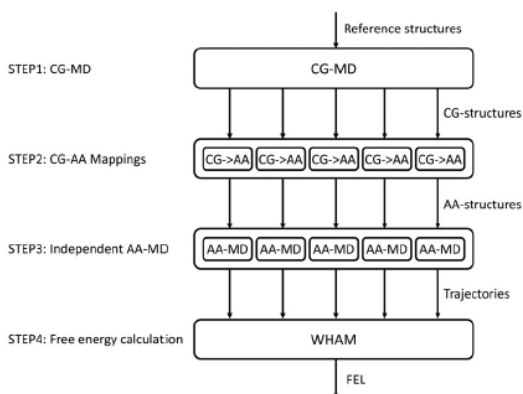 Reference structures
STEP1: CG-MD
CG-MD
CG-structures
STEP2: CG-AA Mappings
CG->AA CG->AA CG->AA CG->AA CG->AA
AA-structures
STEP3: Independent AA-MD
AA-MD AA-MD AA-MD AA-MD AA-MD
Trajectories
STEP4: Free energy calculation
WHAM
FEL